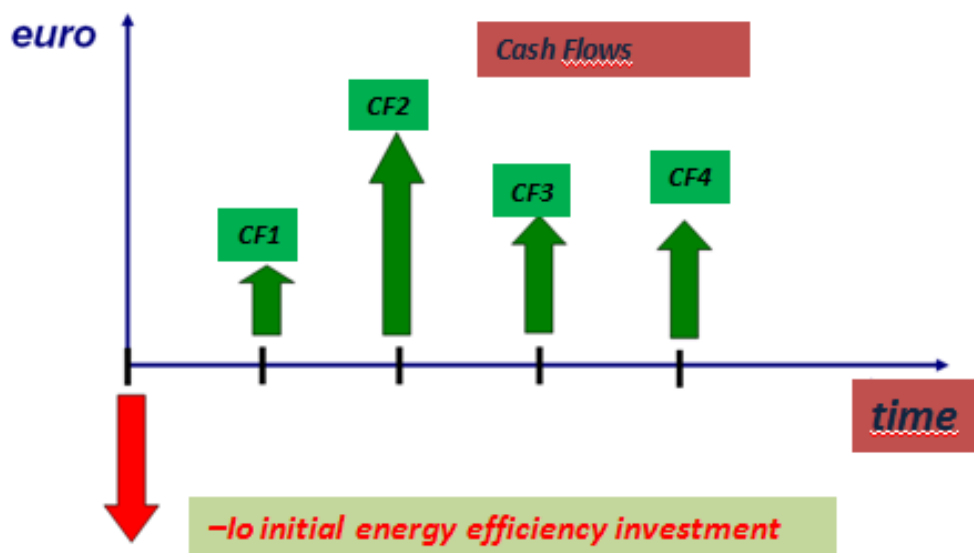 euro
Cash Flows
CF2
CF3
CF4
CF1
time
–Io initial energy efficiency investment